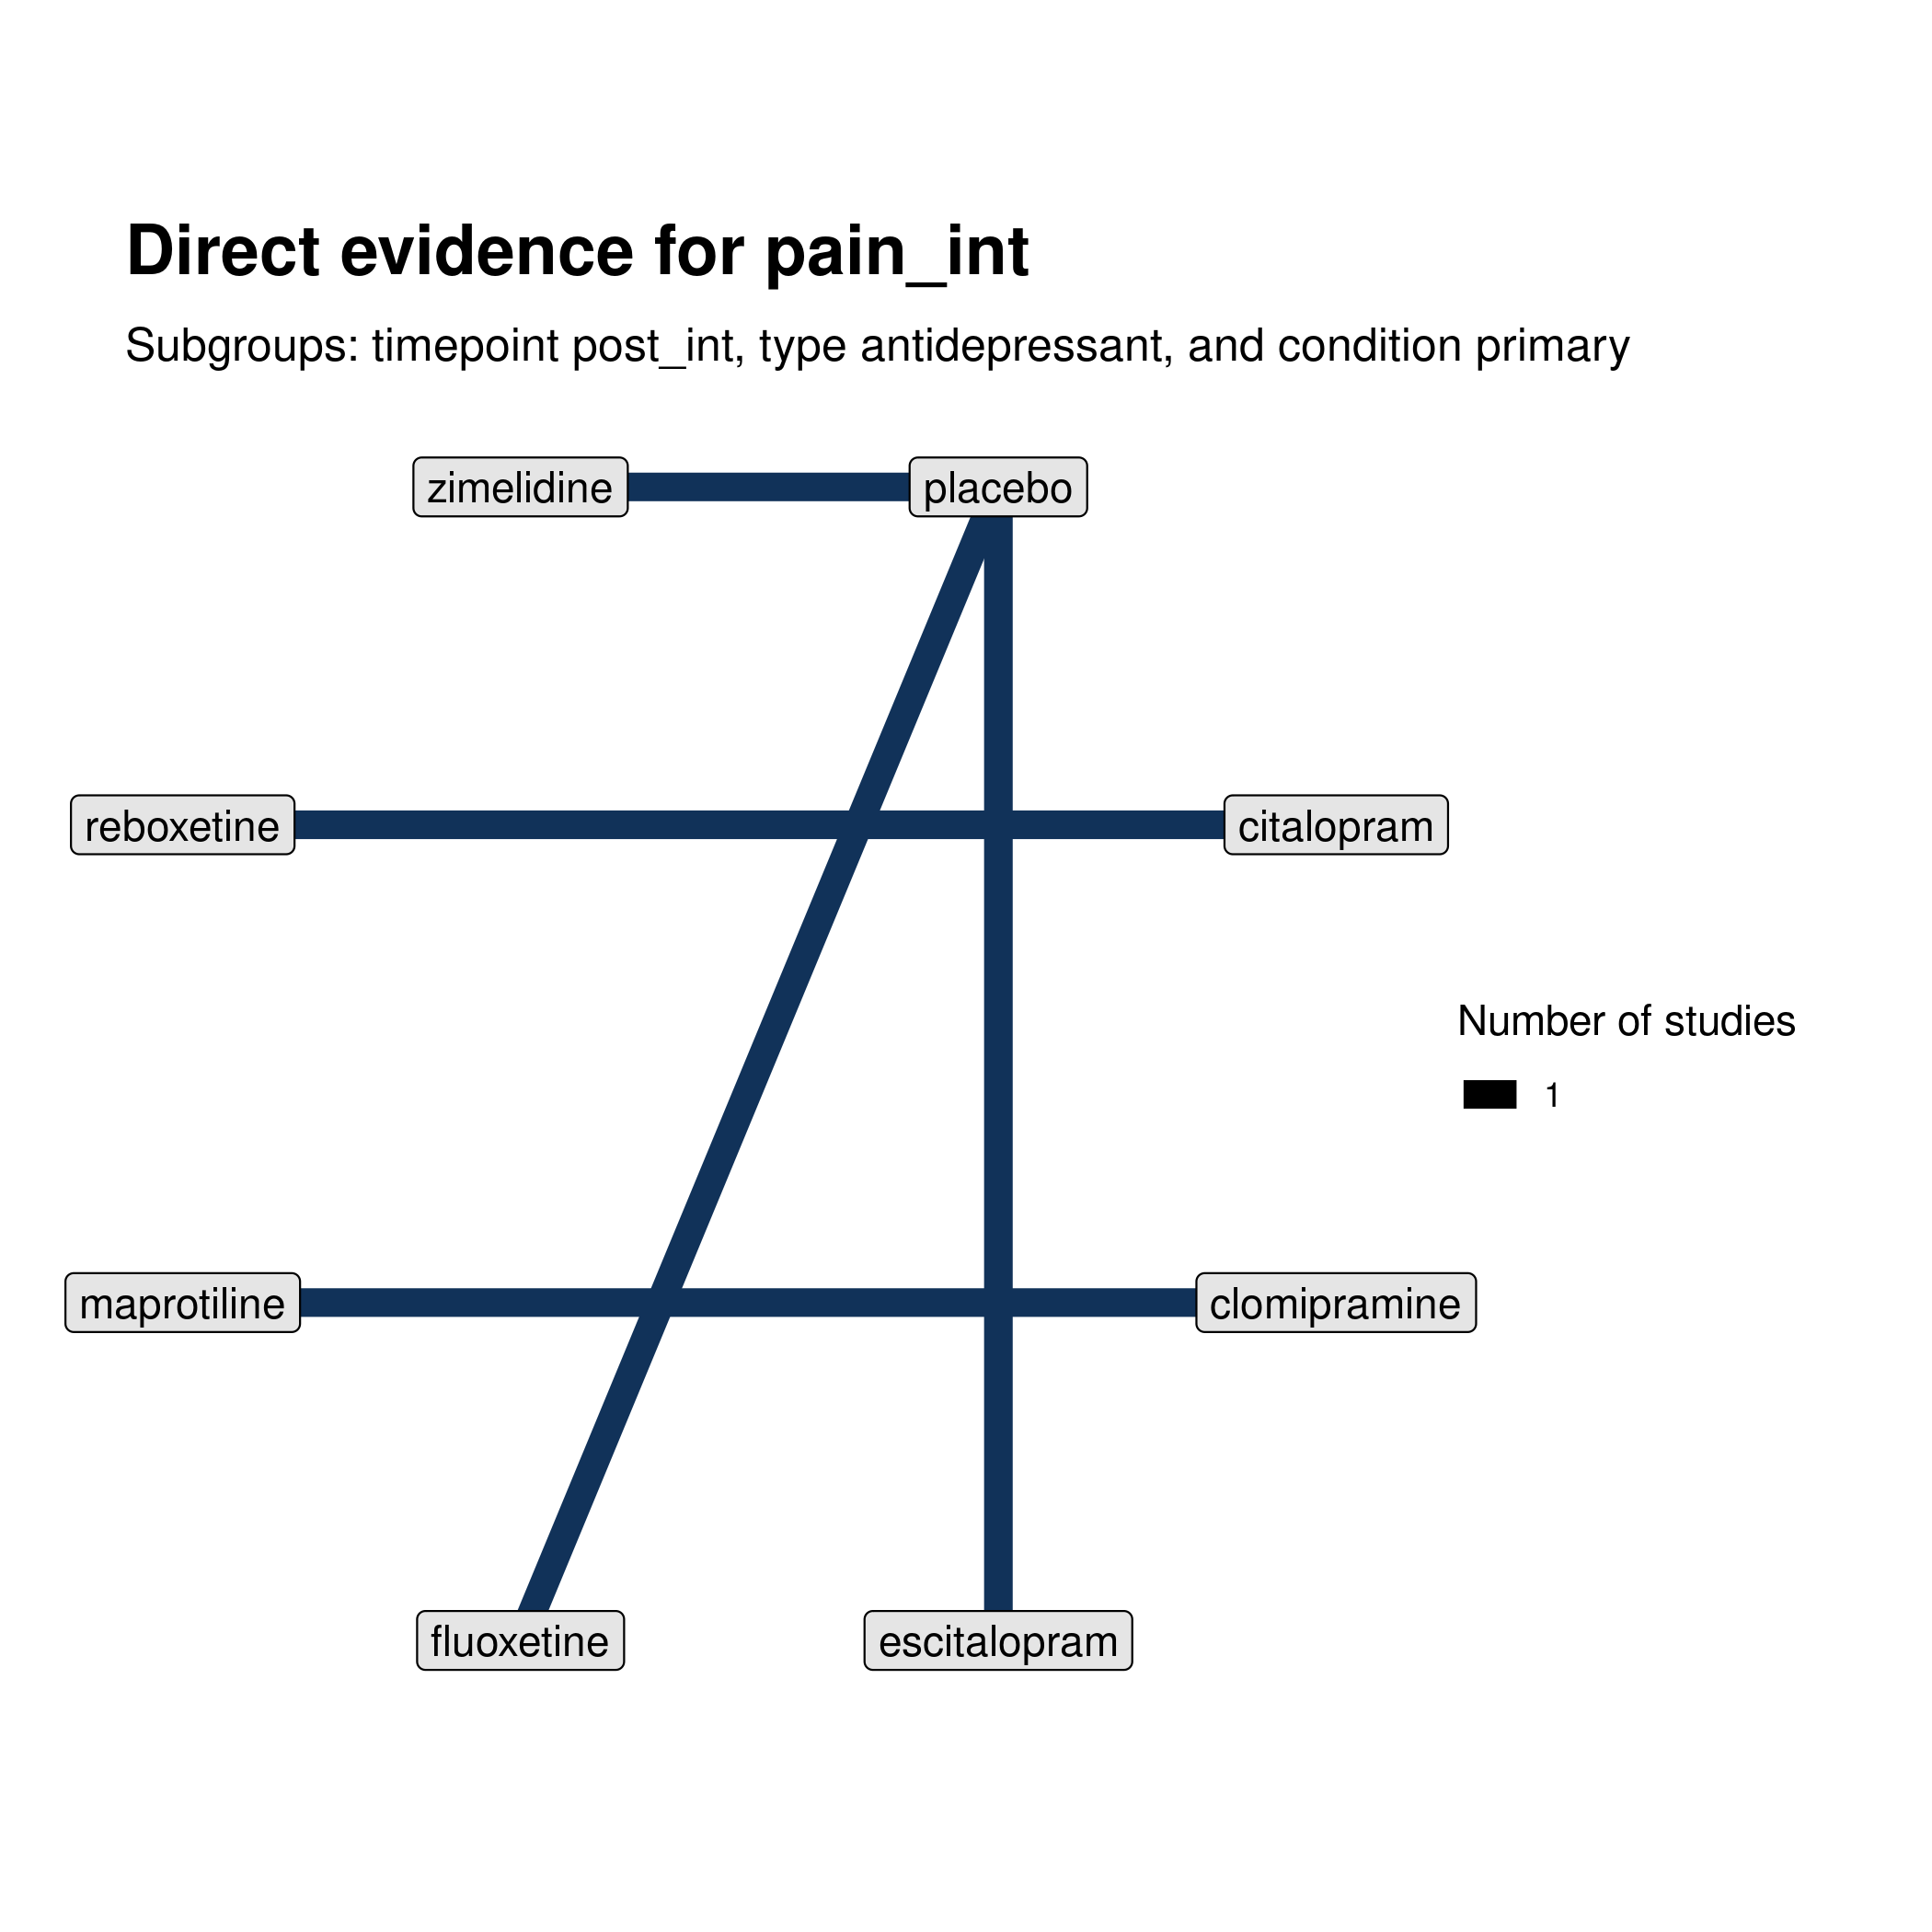 Direct evidence for pain_int
Subgroups: timepoint post_int, type antidepressant, and condition primary
zimelidine
placebo
reboxetine
citalopram
Number of studies
1
maprotiline
clomipramine
fluoxetine
escitalopram